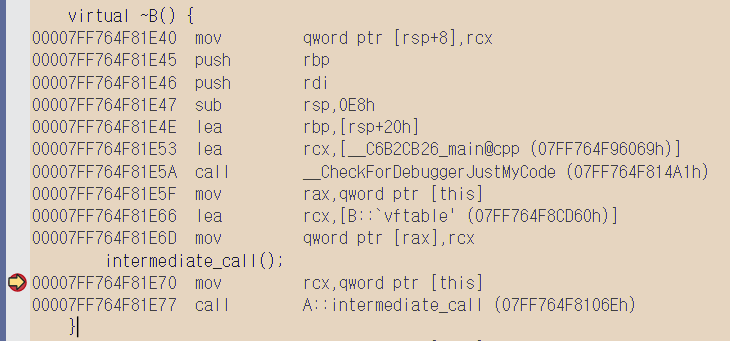 virtual ~B() {
00007FF764F81E40 mov qword ptr [rsp+8],rcx
00007FF764F81E45 push rbp
00007FF764F81E46 push rdi
00007FF764F81E47 sub rsp,0E8h
00007FF764F81E4E lea rbp,[rsp+20h]
00007FF764F81E53 lea rcx,[__C6B2CB26_main@cpp (07FF764F96069h)]
00007FF764F81E5A call __CheckForDebuggerJustMyCode (07FF764F814A1h)
00007FF764F81E5F mov rax,qword ptr [this]
00007FF764F81E66 lea rcx,[B::`vftable' (07FF764F8CD60h)]
00007FF764F81E6D mov qword ptr [rax],rcx
intermediate_call();
00007FF764F81E70 mov rcx,qword ptr [this]
00007FF764F81E77 call A::intermediate_call (07FF764F8106Eh)
}